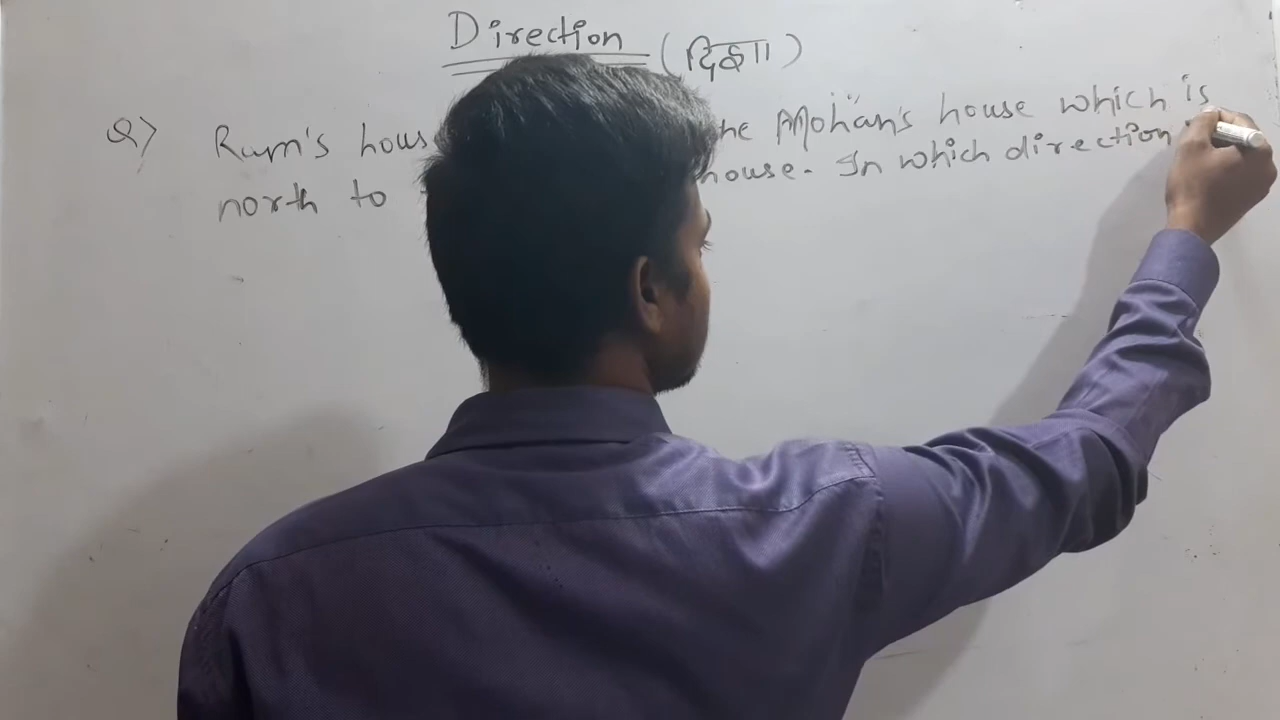 Direction (दिशा)
Q) Ram's hous he Mohan's house which is
north to house. In which direction